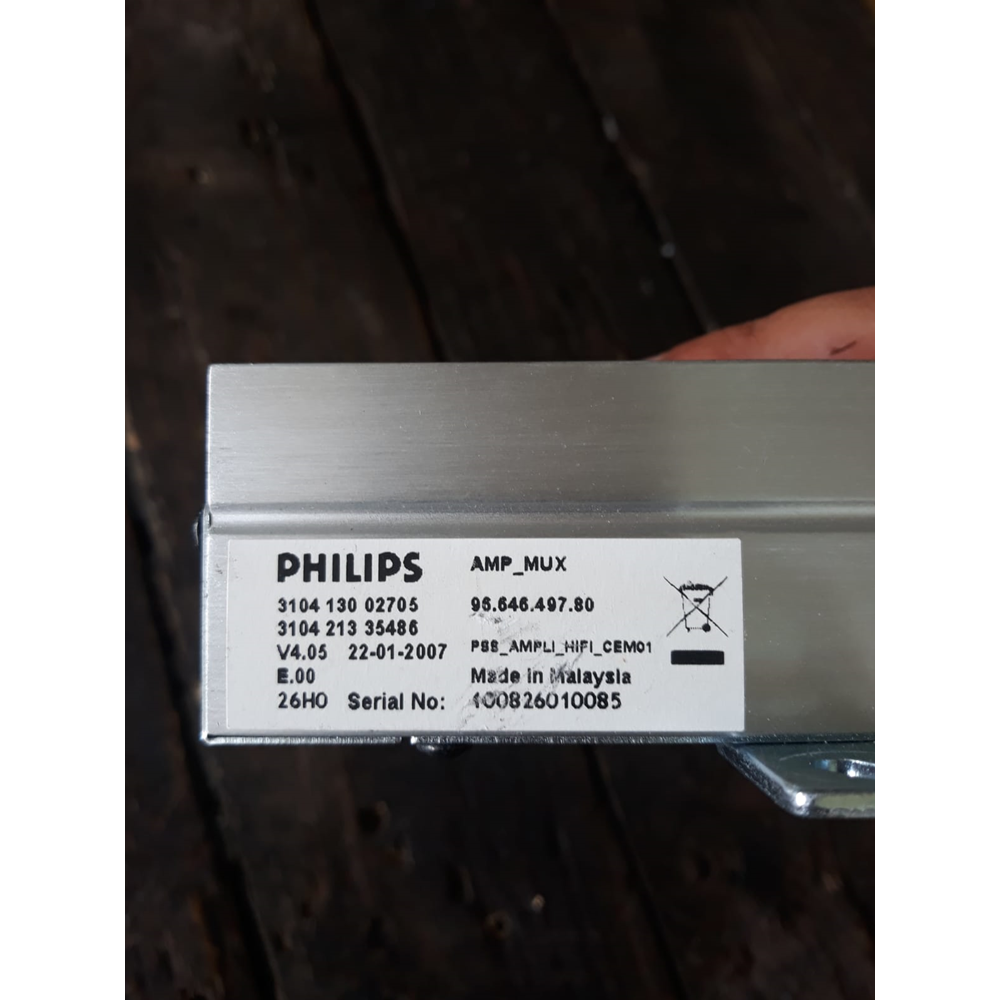 PHILIPS AMP_MUX
3104 130 02705 96.646.497.80
3104 213 35486
V4.05 22-01-2007 PSS_AMPLI_HIFI_CEM01
E.00 Made in Malaysia
26H0 Serial No: 100826010085